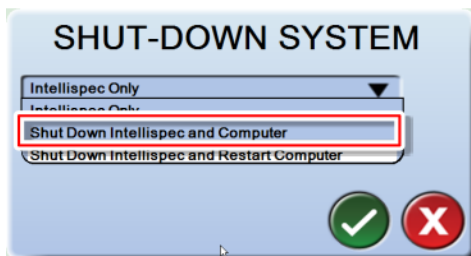 SHUT-DOWN SYSTEM
Intellispec Only
Intellispec Only
Shut Down Intellispec and Computer
Shut Down Intellispec and Restart Computer